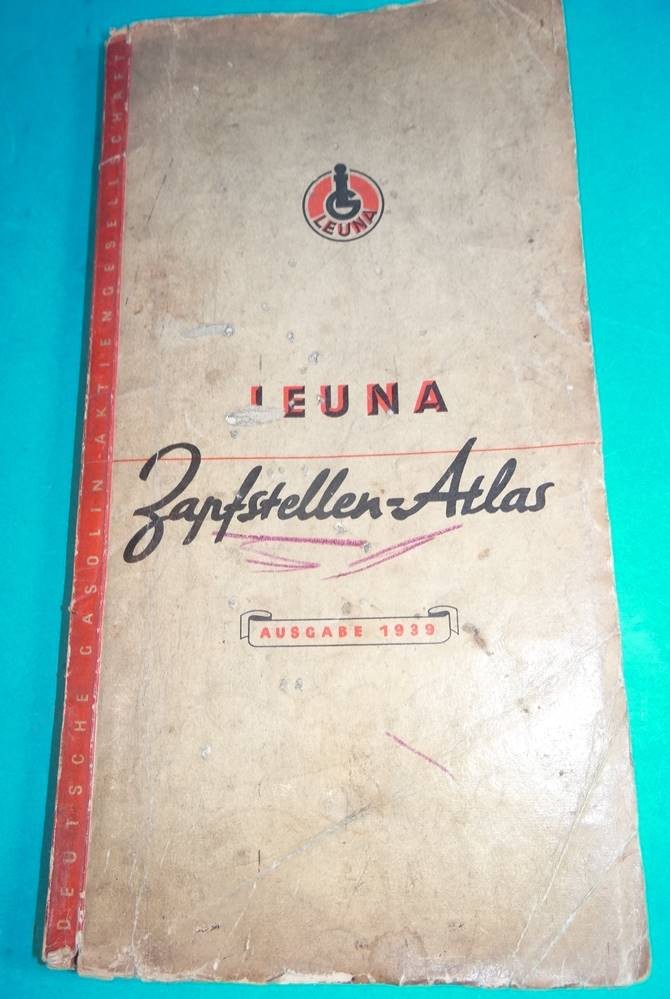 LEUNA
LEUNA
Zapfstellen-Atlas
AUSGABE 1939
DEUTSCHE GASOLIN-AKTIENGESELLSCHAFT